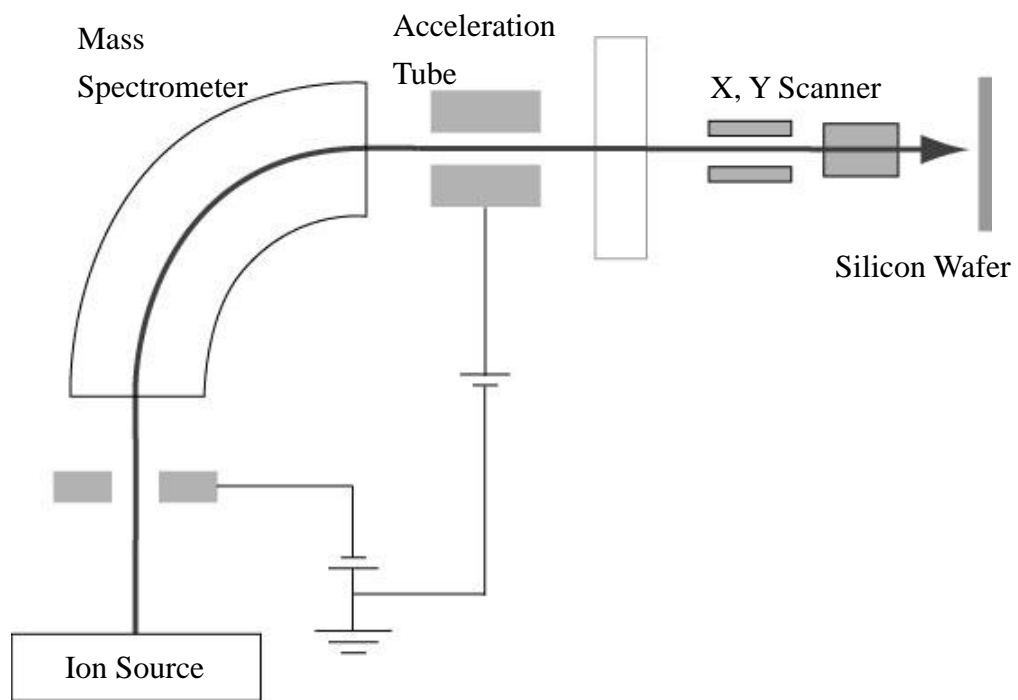 Mass
Spectrometer
Acceleration
Tube
X, Y Scanner
Silicon Wafer
Ion Source